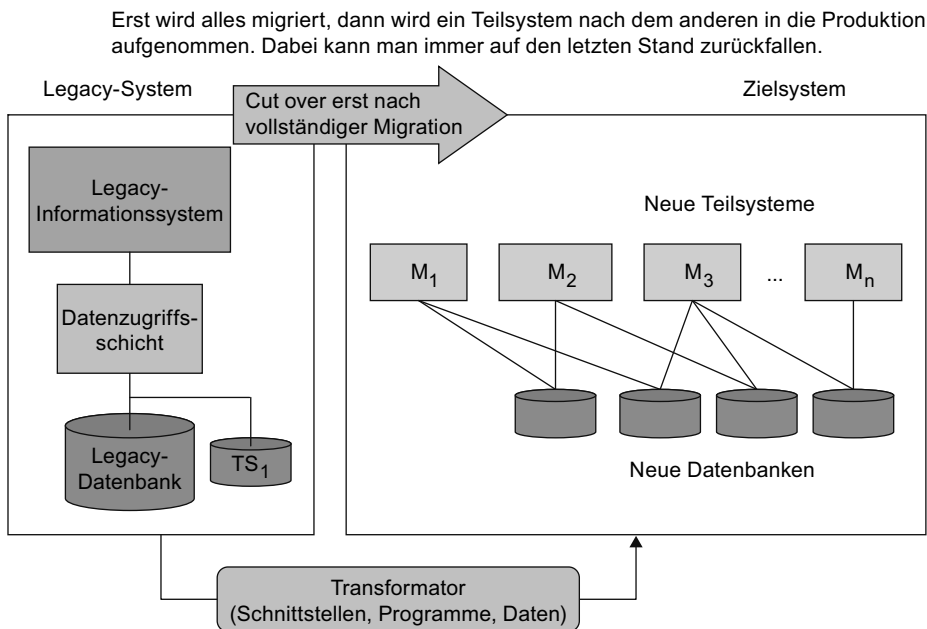 Erst wird alles migriert, dann wird ein Teilsystem nach dem anderen in die Produktion
aufgenommen. Dabei kann man immer auf den letzten Stand zurückfallen.
Legacy-System
Cut over erst nach
vollständiger Migration
Zielsystem
Legacy-
Informationssystem
Datenzugriffs-
schicht
Legacy-
Datenbank
TS1
Neue Teilsysteme
M1
M2
M3
...
Mn
Neue Datenbanken
Transformator
(Schnittstellen, Programme, Daten)